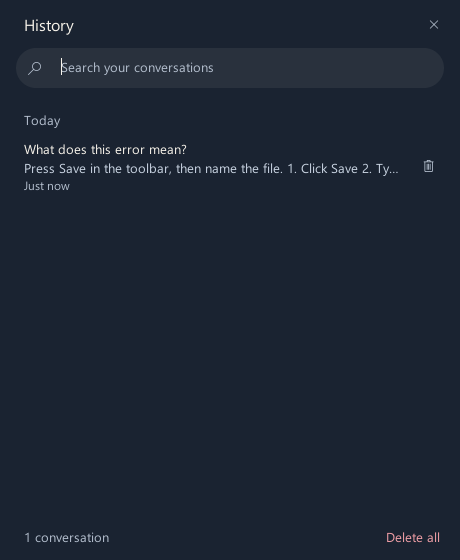 History
Search your conversations
Today
What does this error mean?
Press Save in the toolbar, then name the file. 1. Click Save 2. Ty...
Just now
1 conversation
Delete all